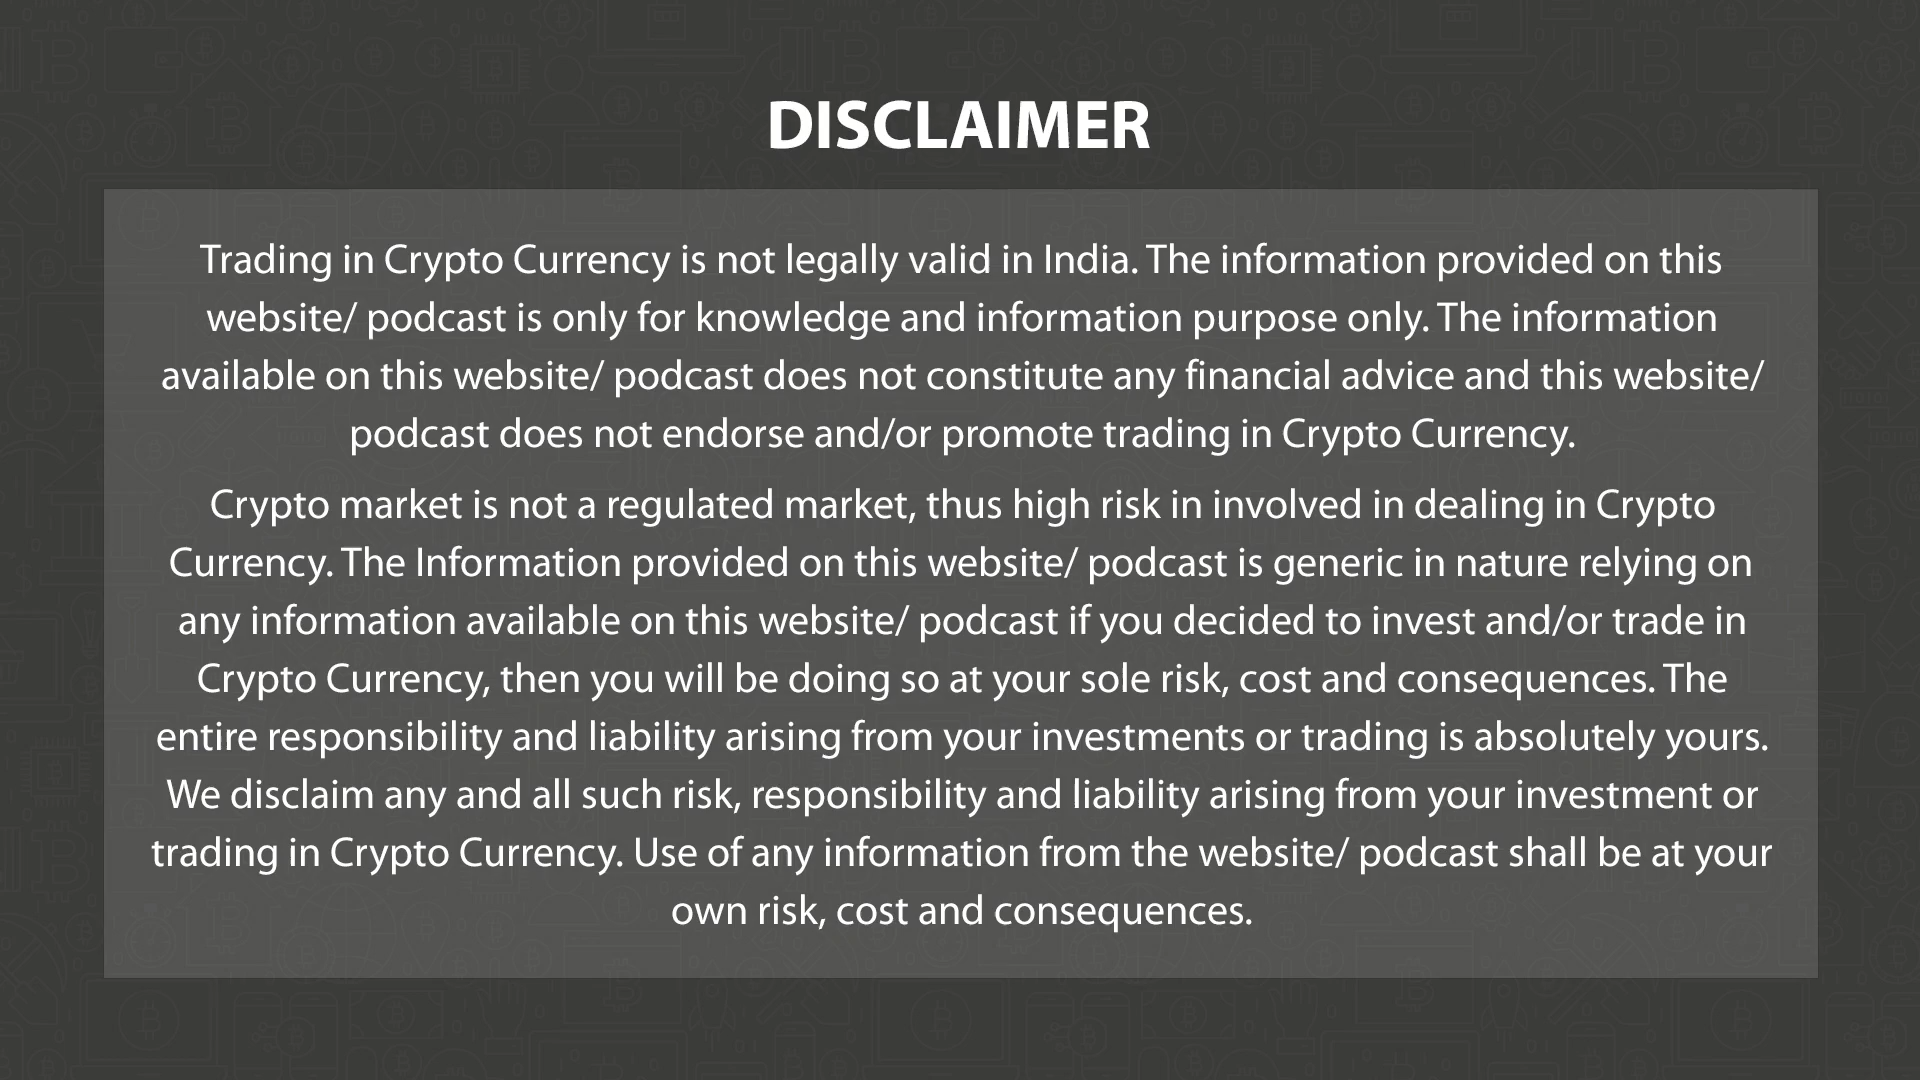 DISCLAIMER
Trading in Crypto Currency is not legally valid in India. The information provided on this
website/ podcast is only for knowledge and information purpose only. The information
available on this website/ podcast does not constitute any financial advice and this website/
podcast does not endorse and/or promote trading in Crypto Currency.
Crypto market is not a regulated market, thus high risk in involved in dealing in Crypto
Currency. The Information provided on this website/ podcast is generic in nature relying on
any information available on this website/ podcast if you decided to invest and/or trade in
Crypto Currency, then you will be doing so at your sole risk, cost and consequences. The
entire responsibility and liability arising from your investments or trading is absolutely yours.
We disclaim any and all such risk, responsibility and liability arising from your investment or
trading in Crypto Currency. Use of any information from the website/ podcast shall be at your
own risk, cost and consequences.